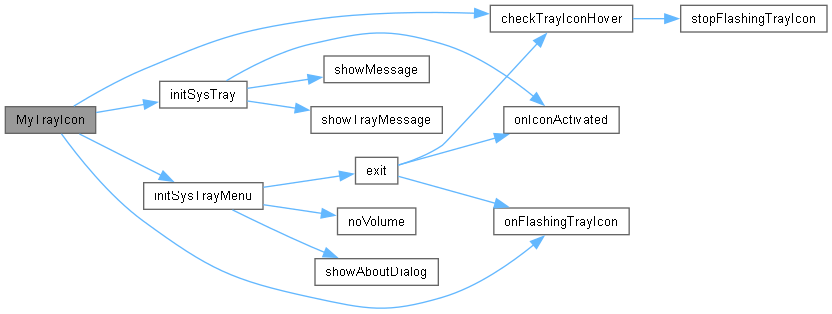 checkTrayIconHover
stopFlashingTrayIcon
showMessage
initSysTray
MyTrayIcon
showTrayMessage
onIconActivated
exit
initSysTrayMenu
noVolume
onFlashingTrayIcon
showAboutDialog